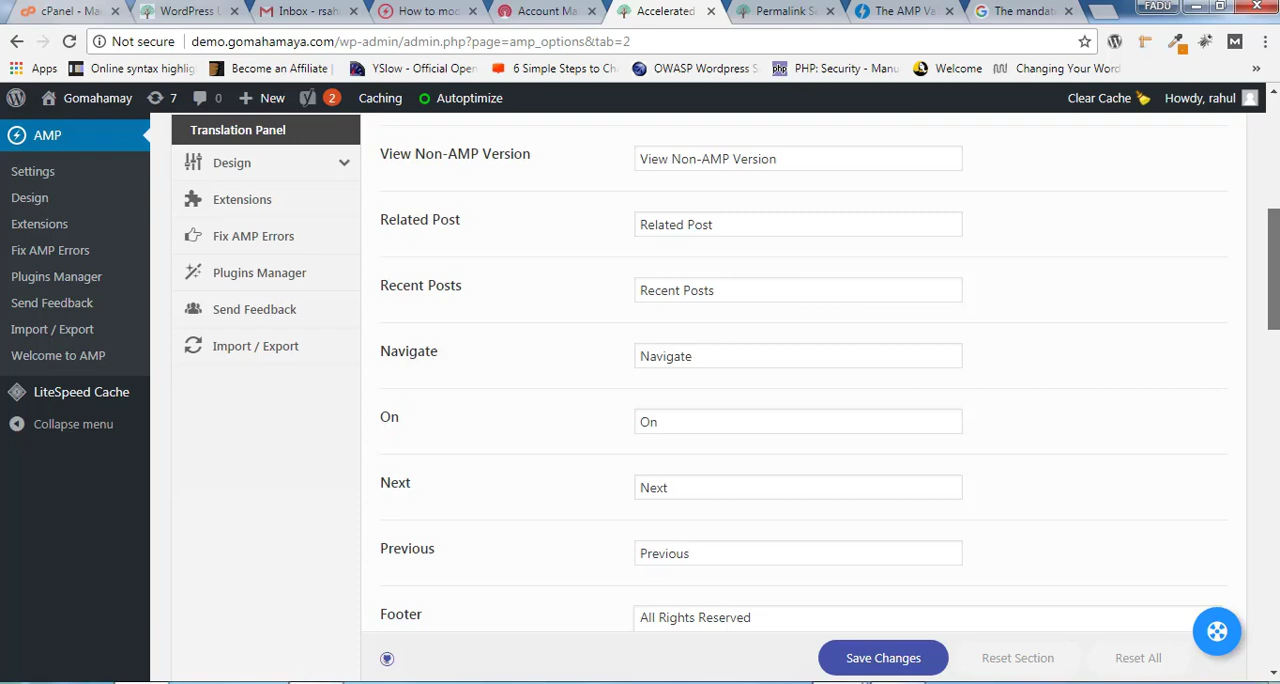 cPanel - Ma
WordPress U
Inbox - rsah
How to mod
Account Ma
Accelerated
Permalink Se
The AMP Va
The mandate
FADU
Not secure
demo.gomahamaya.com/wp-admin/admin.php?page=amp_options&tab=2
Apps
Online syntax highlig
Become an Affiliate |
YSlow - Official Open
6 Simple Steps to Ch
OWASP Wordpress S
PHP: Security - Manu
Welcome
Changing Your Word
»
Gomahamay
7
0
New
2
Caching
Autoptimize
Clear Cache
Howdy, rahul
AMP
Settings
Design
Extensions
Fix AMP Errors
Plugins Manager
Send Feedback
Import / Export
Welcome to AMP
LiteSpeed Cache
Collapse menu
Translation Panel
Design
Extensions
Fix AMP Errors
Plugins Manager
Send Feedback
Import / Export
View Non-AMP Version
View Non-AMP Version
Related Post
Related Post
Recent Posts
Recent Posts
Navigate
Navigate
On
On
Next
Next
Previous
Previous
Footer
All Rights Reserved
Save Changes
Reset Section
Reset All